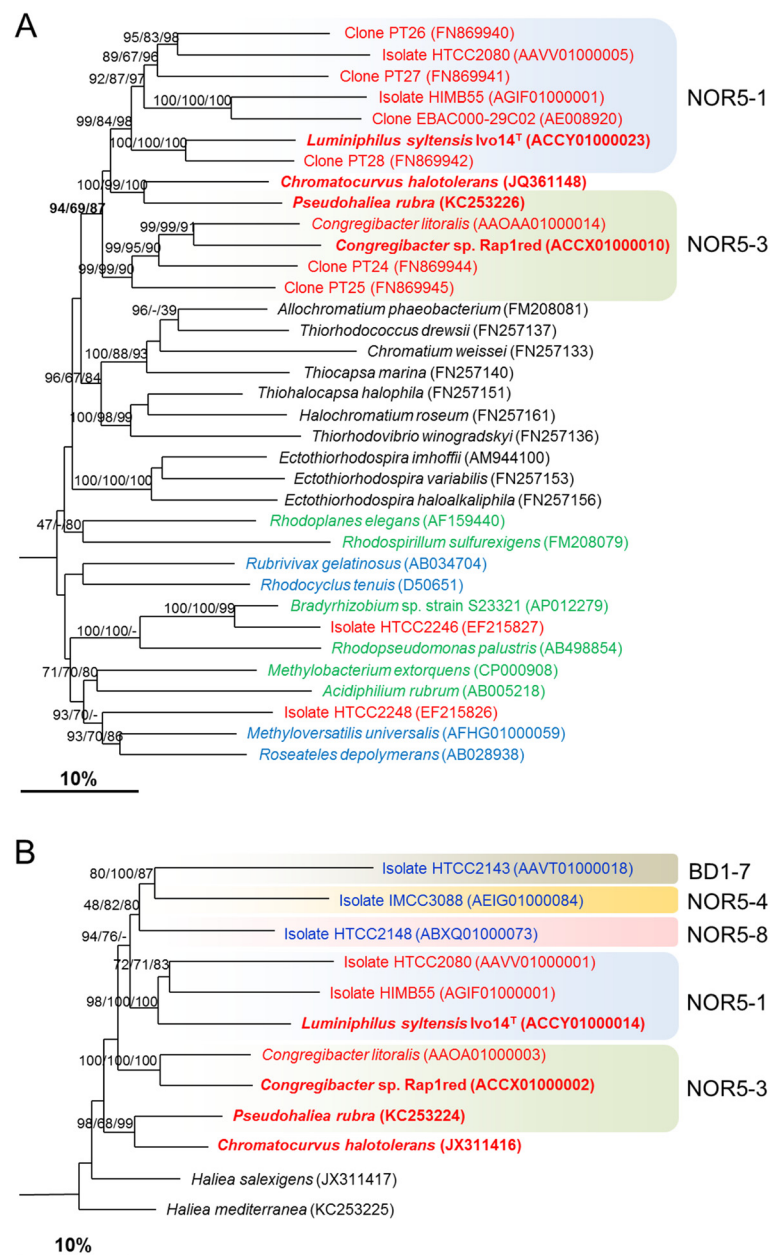 A
95/83/98
Clone PT26 (FN869940)
89/67/96
Isolate HTCC2080 (AAVV01000005)
92/87/97
Clone PT27 (FN869941)
NOR5-1
100/100/100
Isolate HIMB55 (AGIF01000001)
99/84/98
Clone EBAC000-29C02 (AE008920)
100/100/100
Luminiphilus syltensis Ivo14ᵀ (ACCY01000023)
Clone PT28 (FN869942)
100/99/100
Chromatocurvus halotolerans (JQ361148)
94/69/87
Pseudohaliea rubra (KC253226)
99/99/91
Congregibacter litoralis (AAOAA01000014)
99/95/90
Congregibacter sp. Rap1red (ACCX01000010)
NOR5-3
99/99/90
Clone PT24 (FN869944)
Clone PT25 (FN869945)
96/-/39
Allochromatium phaeobacterium (FM208081)
Thiorhodococcus drewsii (FN257137)
100/88/93
Chromatium weissei (FN257133)
96/67/84
Thiocapsa marina (FN257140)
Thiohalocapsa halophila (FN257151)
100/98/99
Halochromatium roseum (FN257161)
Thiorhodovibrio winogradskyi (FN257136)
Ectothiorhodospira imhoffii (AM944100)
100/100/100
Ectothiorhodospira variabilis (FN257153)
Ectothiorhodospira haloalkaliphila (FN257156)
47/-/80
Rhodoplanes elegans (AF159440)
Rhodospirillum sulfurexigens (FM208079)
Rubrivivax gelatinosus (AB034704)
Rhodocyclus tenuis (D50651)
100/100/99
Bradyrhizobium sp. strain S23321 (AP012279)
100/100/-
Isolate HTCC2246 (EF215827)
Rhodopseudomonas palustris (AB498854)
71/70/80
Methylobacterium extorquens (CP000908)
Acidiphilium rubrum (AB005218)
93/70/-
Isolate HTCC2248 (EF215826)
93/70/86
Methyloversatilis universalis (AFHG01000059)
Roseateles depolymerans (AB028938)
10%
B
80/100/87
Isolate HTCC2143 (AAVT01000018)
BD1-7
48/82/80
Isolate IMCC3088 (AEIG01000084)
NOR5-4
94/76/-
Isolate HTCC2148 (ABXQ01000073)
NOR5-8
72/71/83
Isolate HTCC2080 (AAVV01000001)
98/100/100
Isolate HIMB55 (AGIF01000001)
NOR5-1
Luminiphilus syltensis Ivo14ᵀ (ACCY01000014)
100/100/100
Congregibacter litoralis (AAOA01000003)
Congregibacter sp. Rap1red (ACCX01000002)
NOR5-3
98/68/99
Pseudohaliea rubra (KC253224)
Chromatocurvus halotolerans (JX311416)
Haliea salexigens (JX311417)
Haliea mediterranea (KC253225)
10%